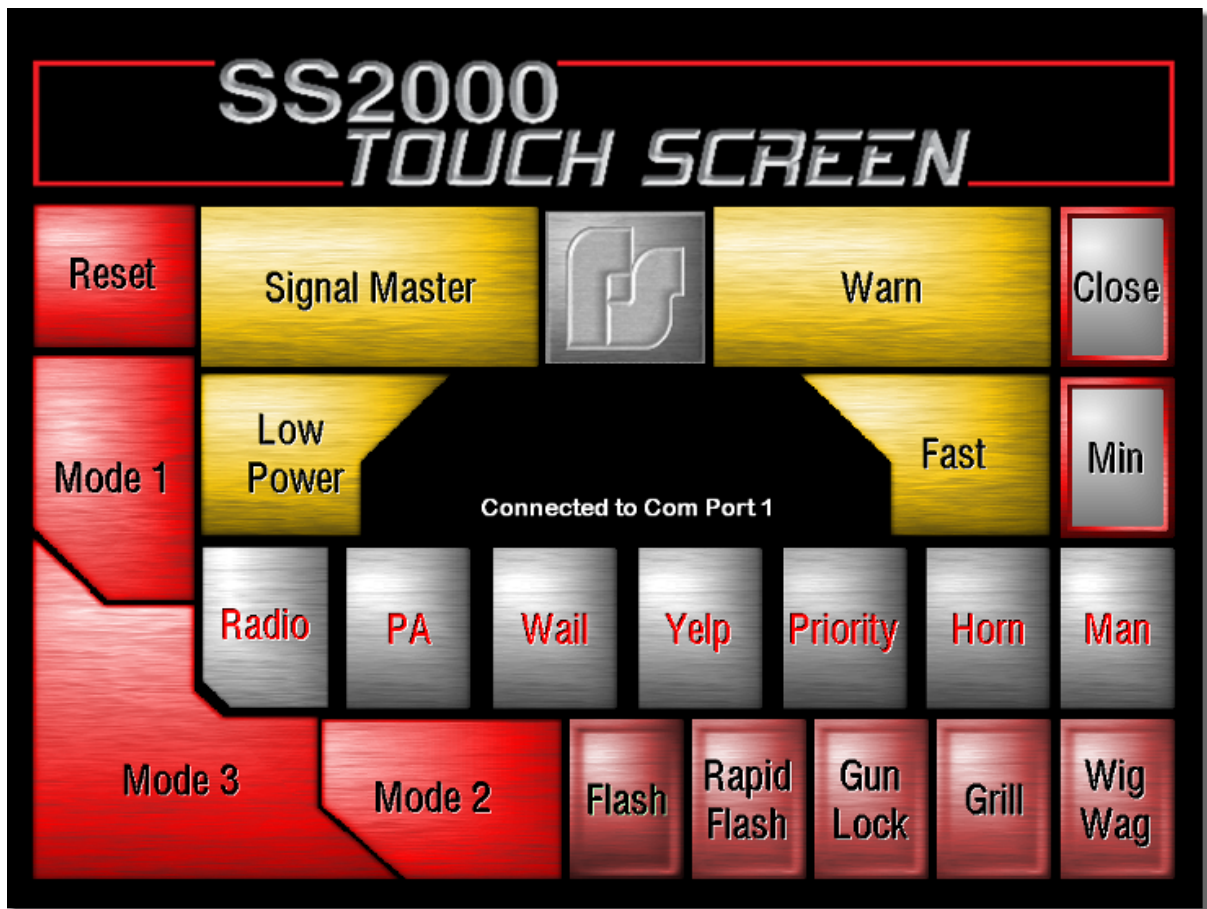 SS2000
TOUCH SCREEN
Reset
Signal Master
Warn
Close
Mode 1
Low
Power
Fast
Min
Connected to Com Port 1
Radio
PA
Wail
Yelp
Priority
Horn
Man
Mode 3
Mode 2
Flash
Rapid
Flash
Gun
Lock
Grill
Wig
Wag